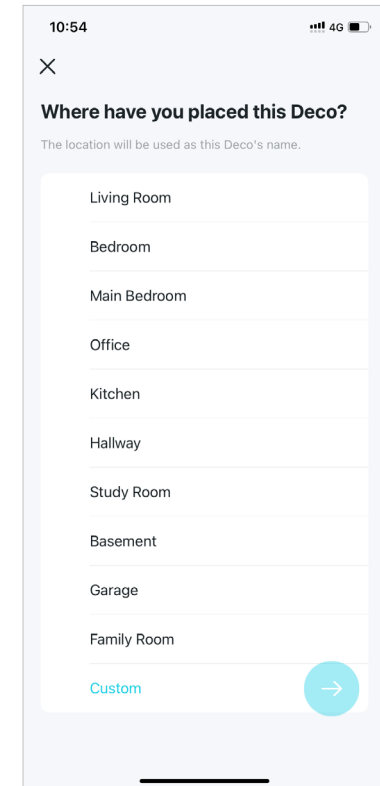 10:54
4G
Where have you placed this Deco?
The location will be used as this Deco's name.
Living Room
Bedroom
Main Bedroom
Office
Kitchen
Hallway
Study Room
Basement
Garage
Family Room
Custom